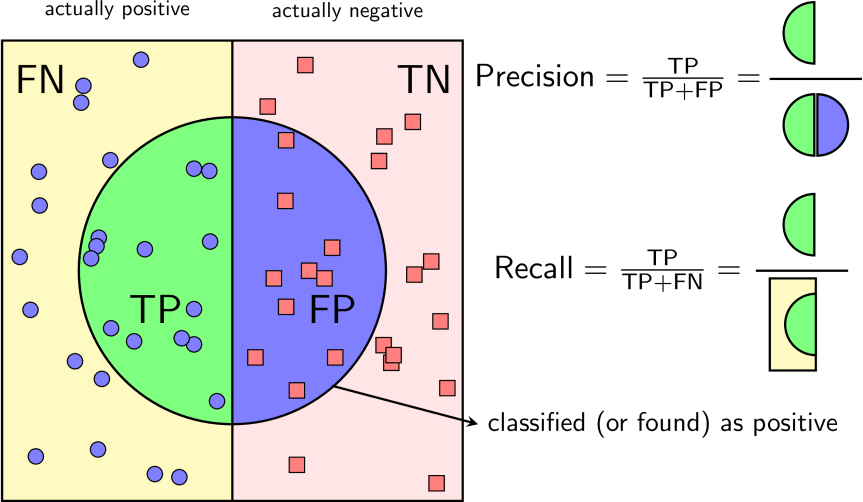 actually positive
actually negative
FN
TN
TP
FP
Precision = TP/TP+FP =
Recall = TP/TP+FN =
classified (or found) as positive